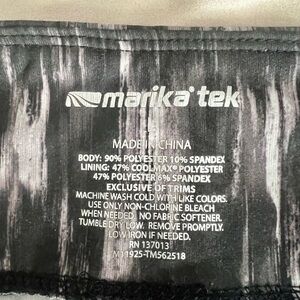 marika tek
MADE IN CHINA
BODY: 90% POLYESTER 10% SPANDEX
LINING: 47% COOLMAX® POLYESTER
47% POLYESTER 6% SPANDEX
EXCLUSIVE OF TRIMS
MACHINE WASH COLD WITH LIKE COLORS.
USE ONLY NON-CHLORINE BLEACH
WHEN NEEDED. NO FABRIC SOFTENER.
TUMBLE DRY LOW. REMOVE PROMPTLY.
LOW IRON IF NEEDED.
RN 137013
M11925-TM562518